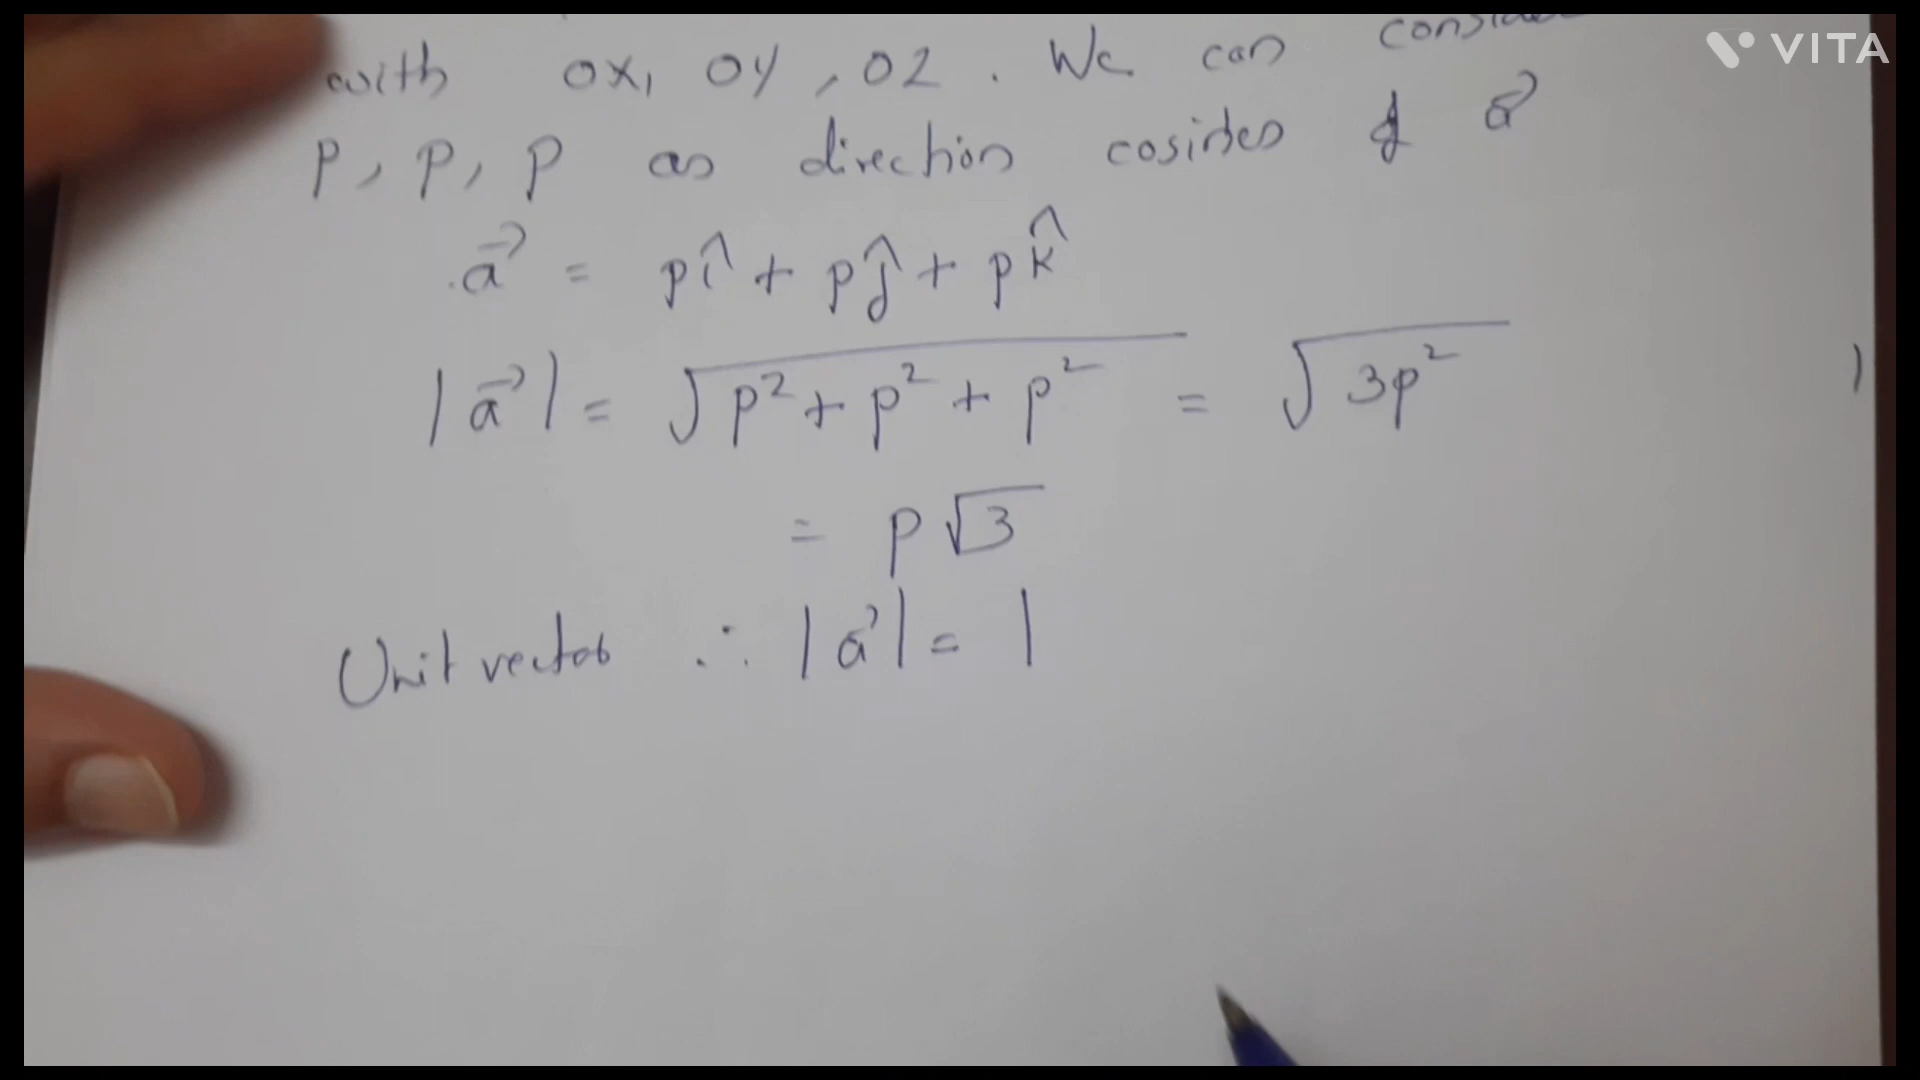 with OX, OY, OZ. We can
VITA
p, p, p as direction cosines of a⃗
a⃗ = pî + pĵ + pk̂
|a⃗| = √(p² + p² + p²) = √(3p²)
= p√3
Unit vector ∴ |a⃗| = 1